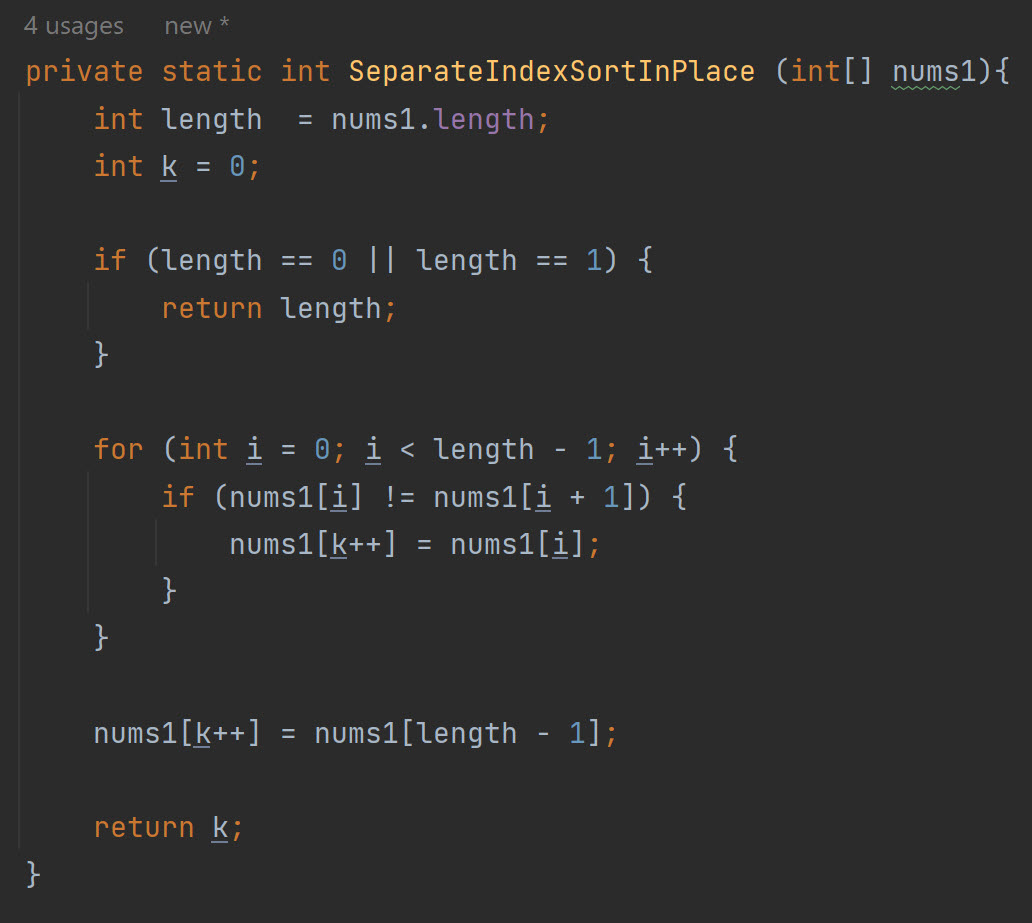 4 usages new *
private static int SeparateIndexSortInPlace (int[] nums1){
int length  = nums1.length;
int k = 0;
if (length == 0 || length == 1) {
return length;
}
for (int i = 0; i < length - 1; i++) {
if (nums1[i] != nums1[i + 1]) {
nums1[k++] = nums1[i];
}
}
nums1[k++] = nums1[length - 1];
return k;
}